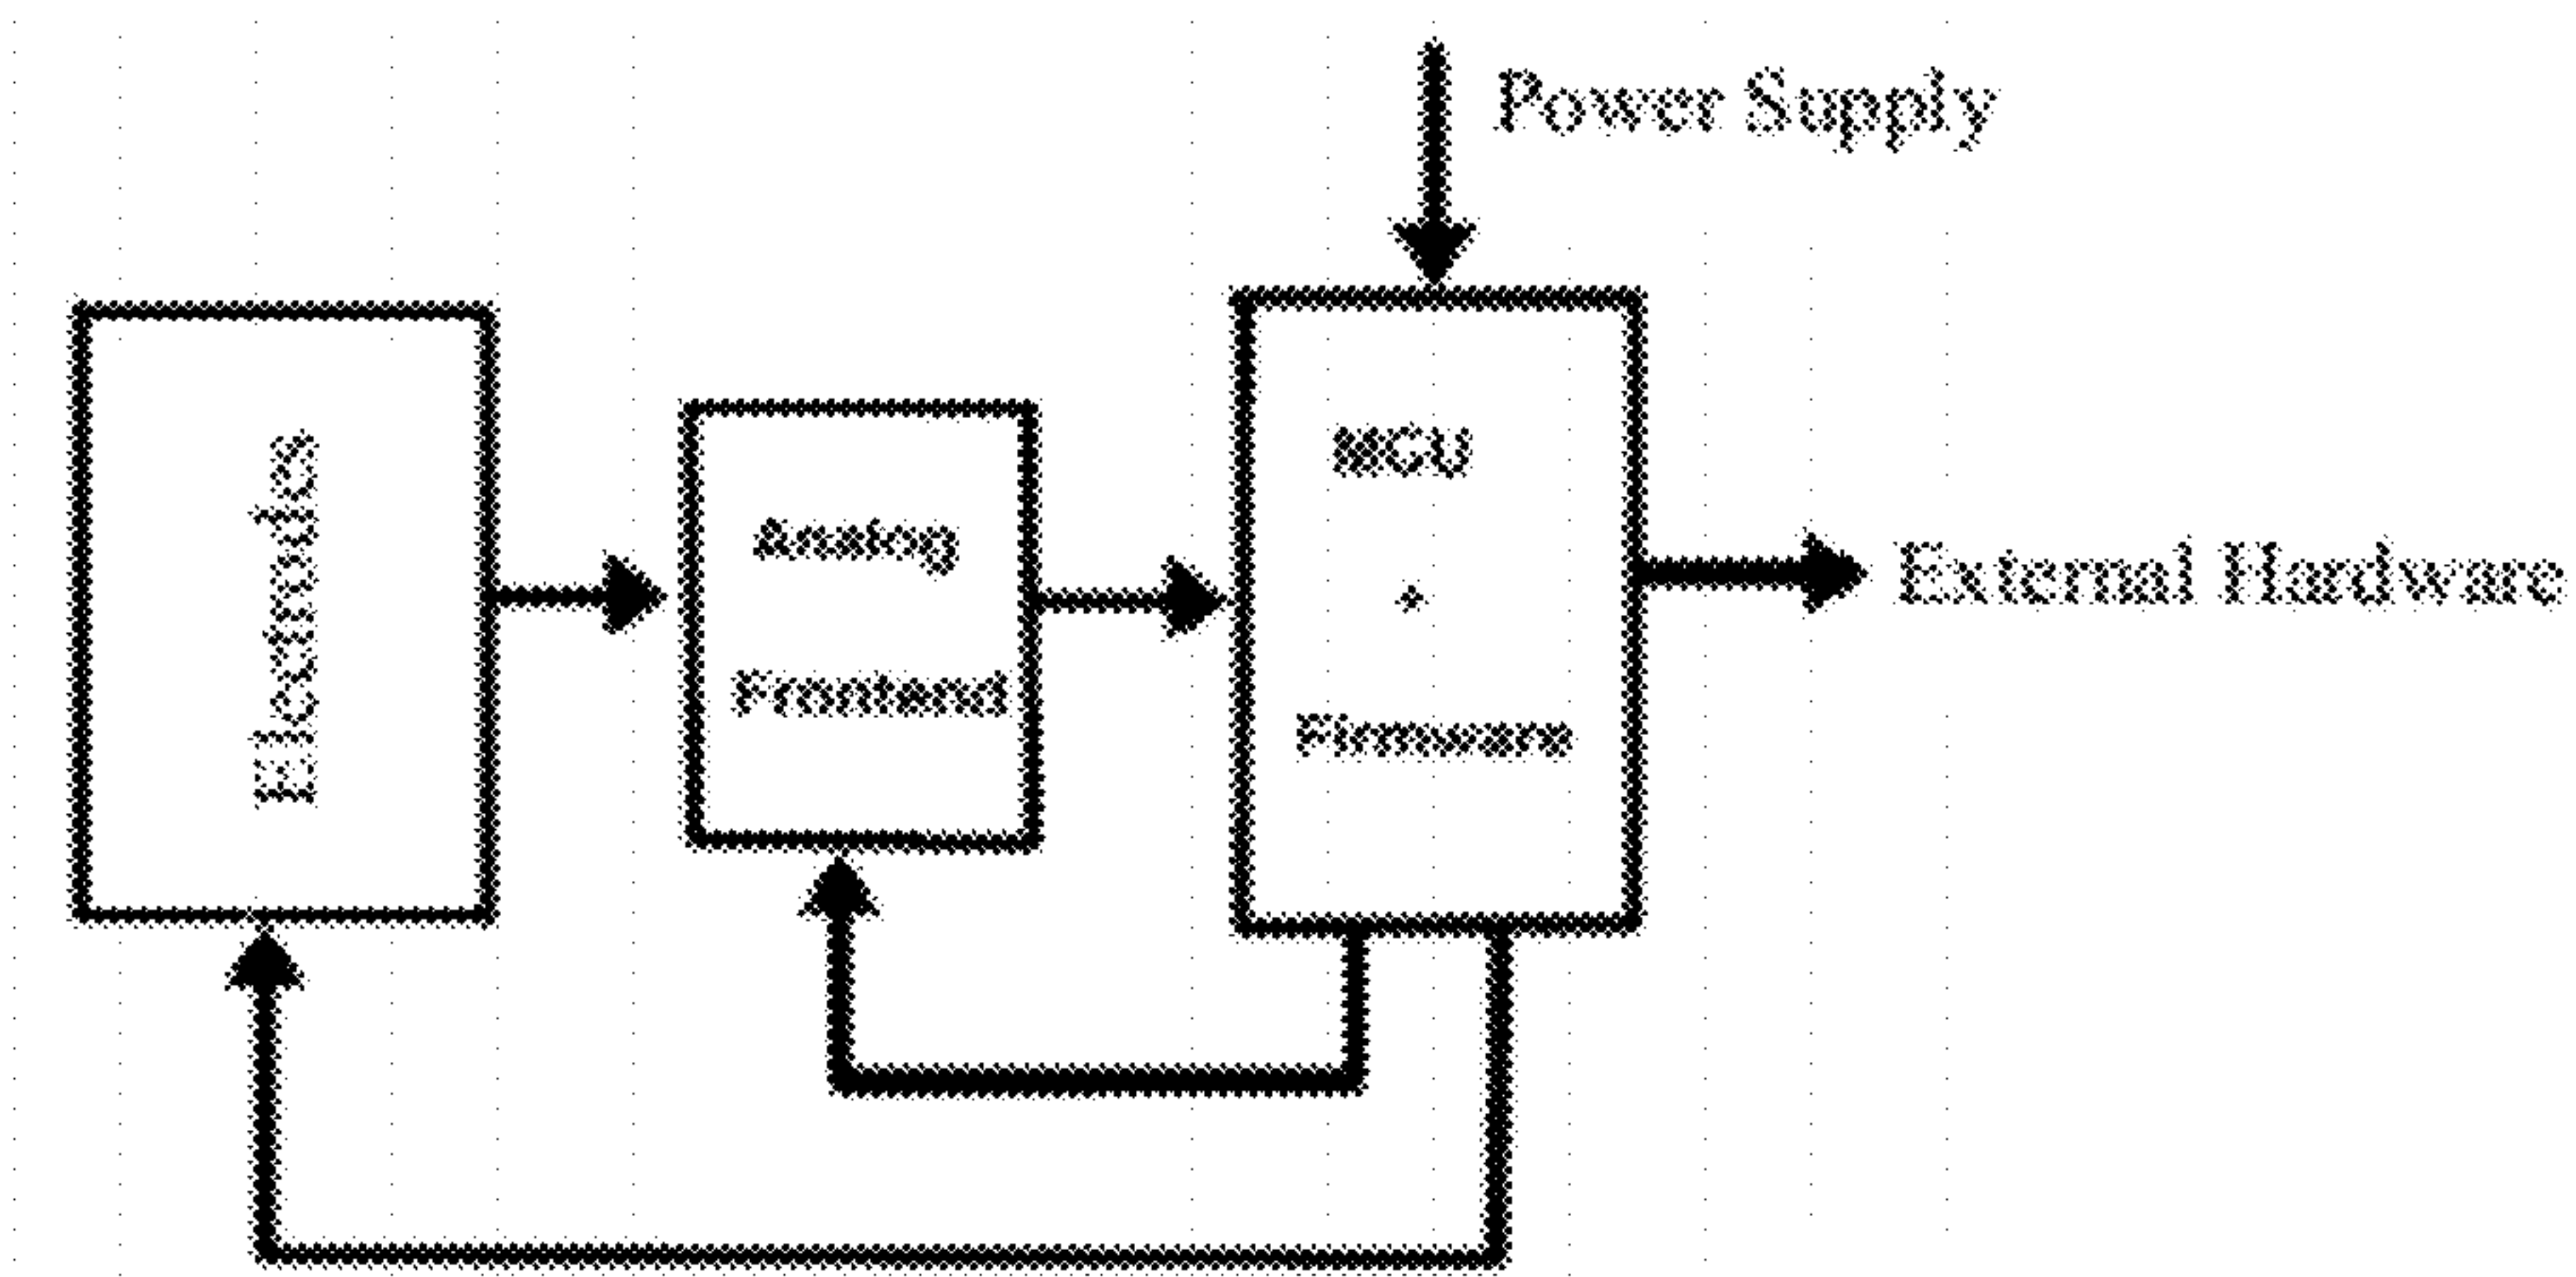 Power Supply
Electrodes
Analog
Frontend
MCU
+
Firmware
External Hardware